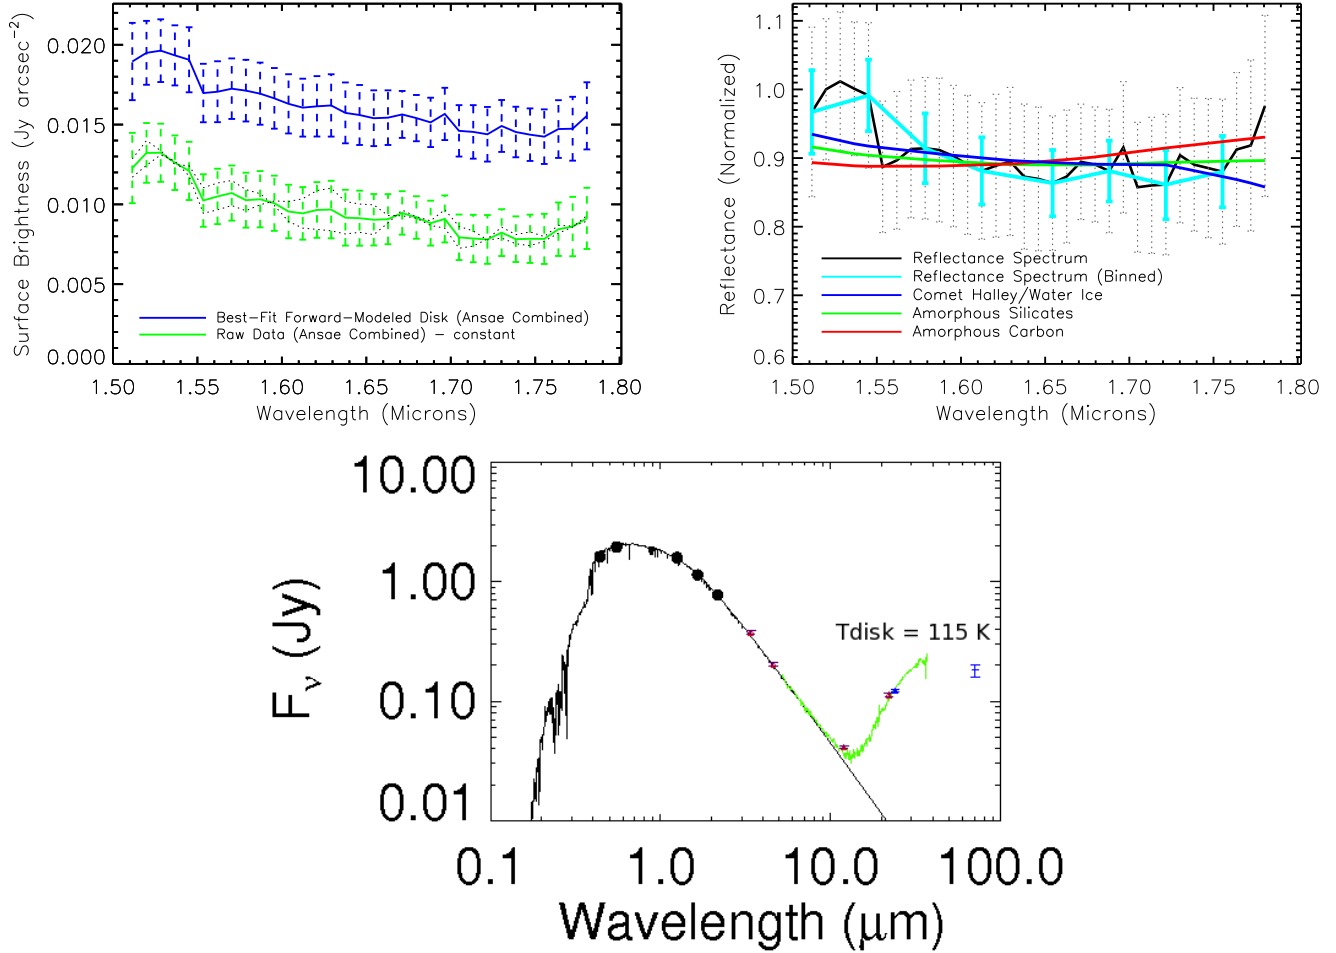 Surface Brightness (Jy arcsec−2)
0.020
0.015
0.010
0.005
0.000
Best−Fit Forward−Modeled Disk (Ansae Combined)
Raw Data (Ansae Combined) − constant
1.50 1.55 1.60 1.65 1.70 1.75 1.80
Wavelength (Microns)
Reflectance (Normalized)
1.1
1.0
0.9
0.8
0.7
0.6
Reflectance Spectrum
Reflectance Spectrum (Binned)
Comet Halley/Water Ice
Amorphous Silicates
Amorphous Carbon
1.50 1.55 1.60 1.65 1.70 1.75 1.80
Wavelength (Microns)
Fν (Jy)
10.00
1.00
0.10
0.01
Tdisk = 115 K
0.1 1.0 10.0 100.0
Wavelength (μm)